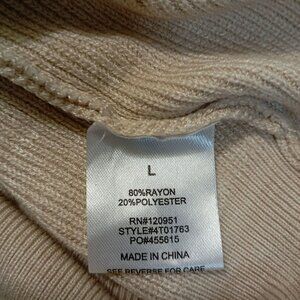 L
80%RAYON
20%POLYESTER
RN#120951
STYLE#4T01763
PO#455615
MADE IN CHINA
SEE REVERSE FOR CARE